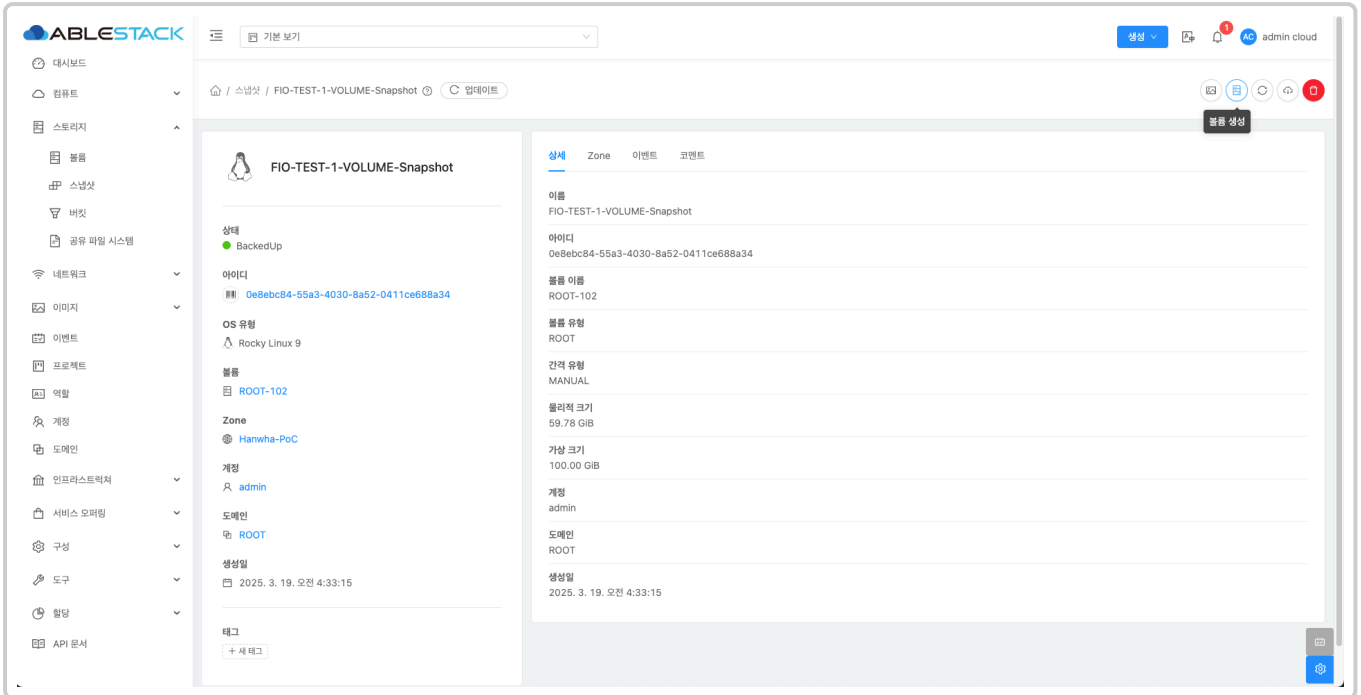 ABLESTACK
기본 보기
생성
1
AC
admin cloud
대시보드
컴퓨트
스토리지
볼륨
스냅샷
버킷
공유 파일 시스템
네트워크
이미지
이벤트
프로젝트
역할
계정
도메인
인프라스트럭쳐
서비스 오퍼링
구성
도구
할당
API 문서
/ 스냅샷 / FIO-TEST-1-VOLUME-Snapshot
업데이트
볼륨 생성
FIO-TEST-1-VOLUME-Snapshot
상태
BackedUp
아이디
0e8ebc84-55a3-4030-8a52-0411ce688a34
OS 유형
Rocky Linux 9
볼륨
ROOT-102
Zone
Hanwha-PoC
계정
admin
도메인
ROOT
생성일
2025. 3. 19. 오전 4:33:15
태그
+ 새 태그
상세 Zone 이벤트 코멘트
이름
FIO-TEST-1-VOLUME-Snapshot
아이디
0e8ebc84-55a3-4030-8a52-0411ce688a34
볼륨 이름
ROOT-102
볼륨 유형
ROOT
간격 유형
MANUAL
물리적 크기
59.78 GiB
가상 크기
100.00 GiB
계정
admin
도메인
ROOT
생성일
2025. 3. 19. 오전 4:33:15